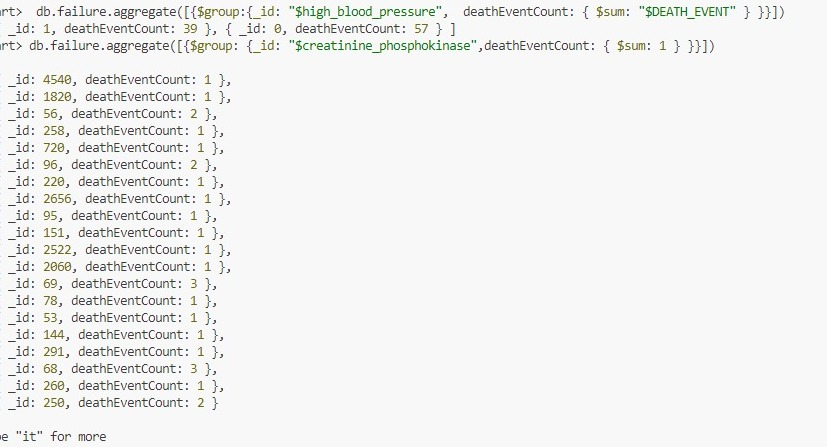 art>  db.failure.aggregate([{$group:{_id: "$high_blood_pressure",  deathEventCount: { $sum: "$DEATH_EVENT" } }}])
_id: 1, deathEventCount: 39 }, { _id: 0, deathEventCount: 57 } ]
art> db.failure.aggregate([{$group: {_id: "$creatinine_phosphokinase",deathEventCount: { $sum: 1 } }}])
_id: 4540, deathEventCount: 1 },
_id: 1820, deathEventCount: 1 },
_id: 56, deathEventCount: 2 },
_id: 258, deathEventCount: 1 },
_id: 720, deathEventCount: 1 },
_id: 96, deathEventCount: 2 },
_id: 220, deathEventCount: 1 },
_id: 2656, deathEventCount: 1 },
_id: 95, deathEventCount: 1 },
_id: 151, deathEventCount: 1 },
_id: 2522, deathEventCount: 1 },
_id: 2060, deathEventCount: 1 },
_id: 69, deathEventCount: 3 },
_id: 78, deathEventCount: 1 },
_id: 53, deathEventCount: 1 },
_id: 144, deathEventCount: 1 },
_id: 291, deathEventCount: 1 },
_id: 68, deathEventCount: 3 },
_id: 260, deathEventCount: 1 },
_id: 250, deathEventCount: 2 }
e "it" for more